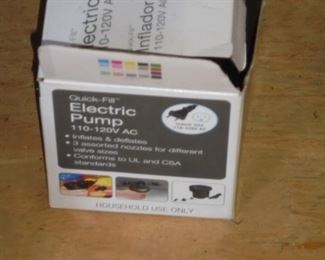 Electric
110-120V AC
Inflador
Quick-Fill™
Electric
Pump
110-120V AC
• Inflates & deflates
• 3 assorted nozzles for different
valve sizes
• Conforms to UL and CSA
standards
HOUSEHOLD USE ONLY